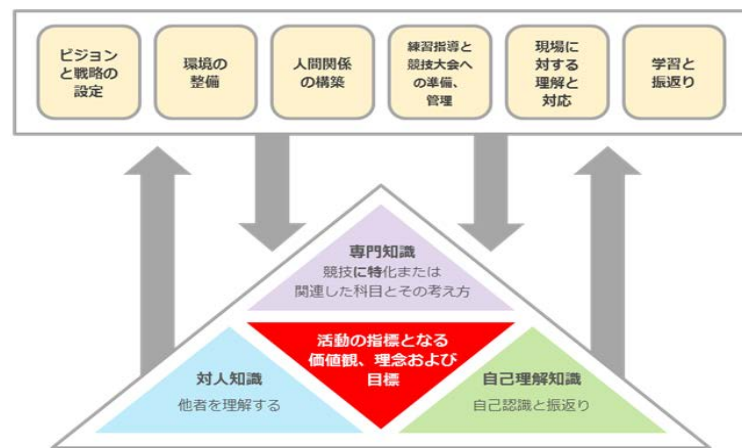 ビジョン
と戦略の
設定
環境の
整備
人間関係
の構築
練習指導と
競技大会へ
の準備、
管理
現場に
対する
理解と
対応
学習と
振返り
専門知識
競技に特化または
関連した科目とその考え方
活動の指標となる
価値観、理念および
目標
対人知識
他者を理解する
自己理解知識
自己認識と振返り